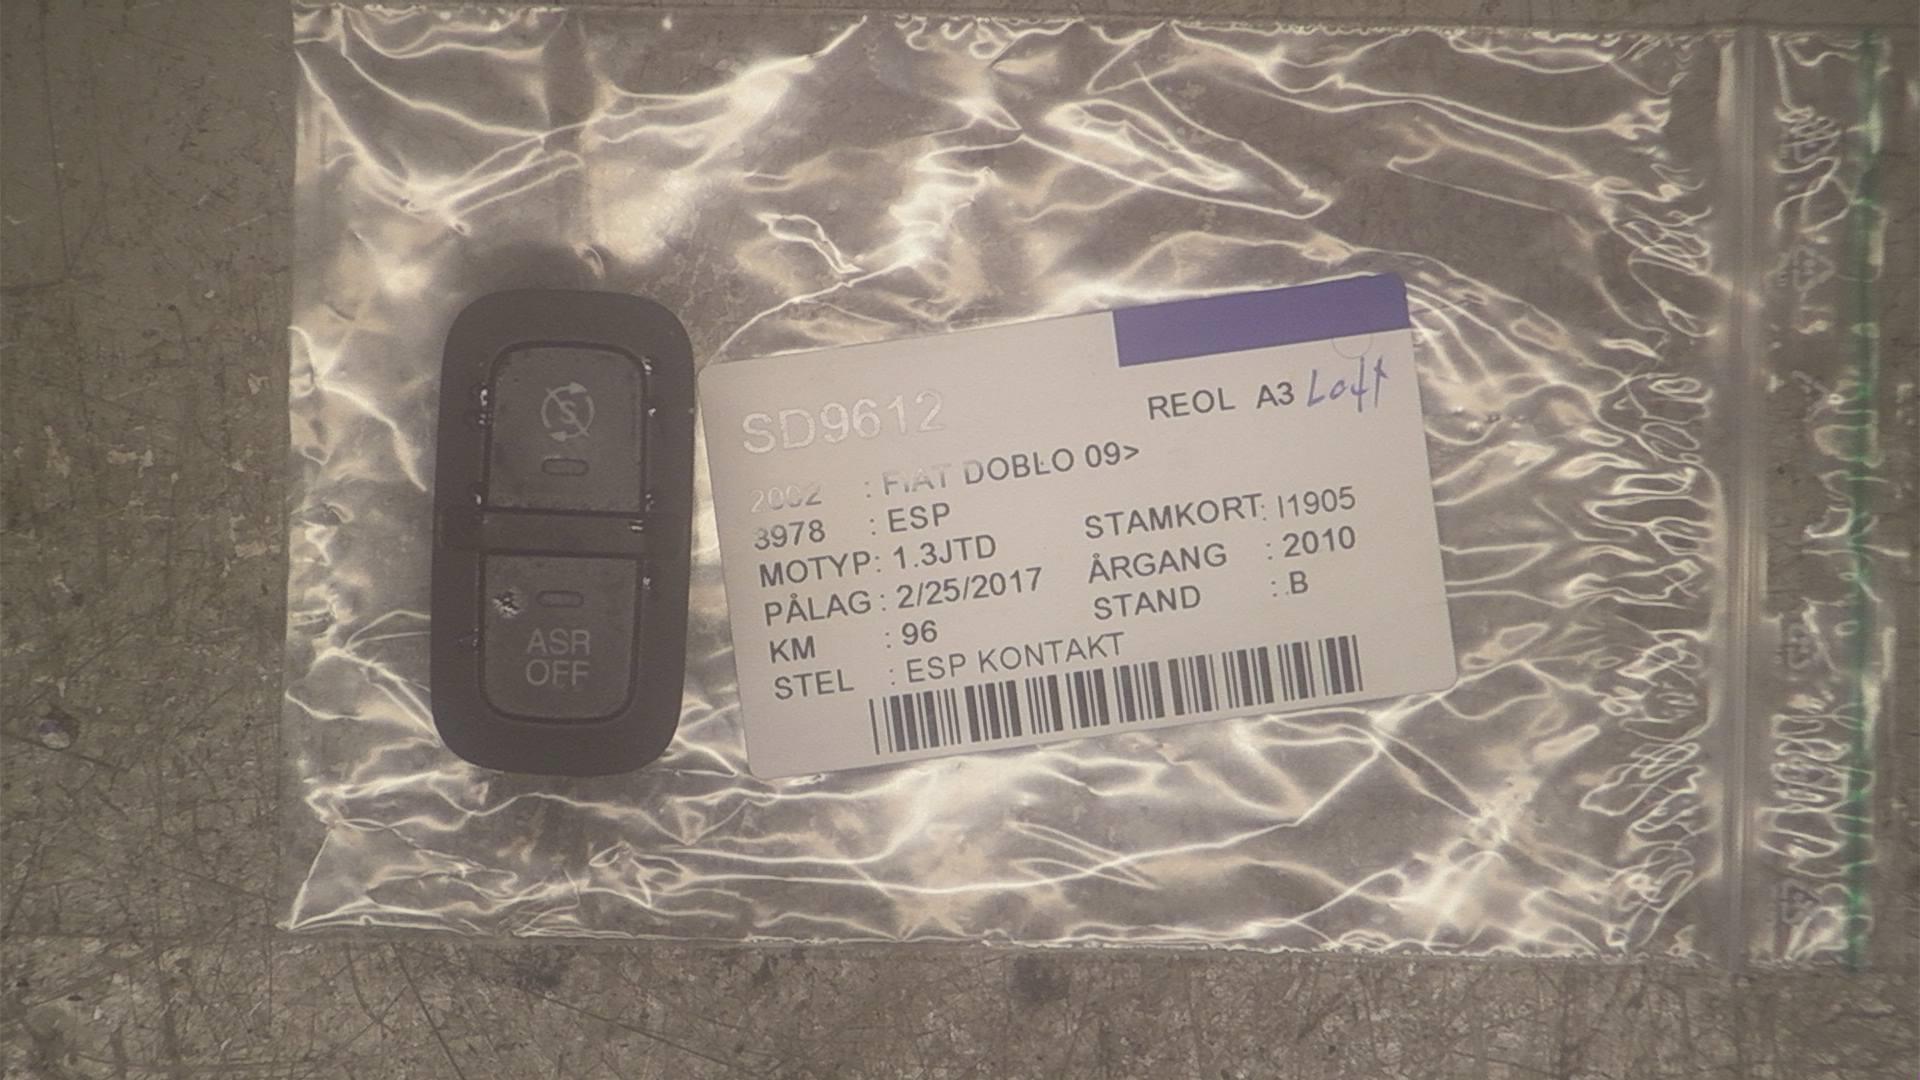 S
ASR
OFF
SD9612
REOL A3 Loft
2002 : FIAT DOBLO 09>
3978 : ESP
STAMKORT: I1905
MOTYP: 1.3JTD
ÅRGANG : 2010
PÅLAG: 2/25/2017
STAND : B
KM : 96
STEL : ESP KONTAKT